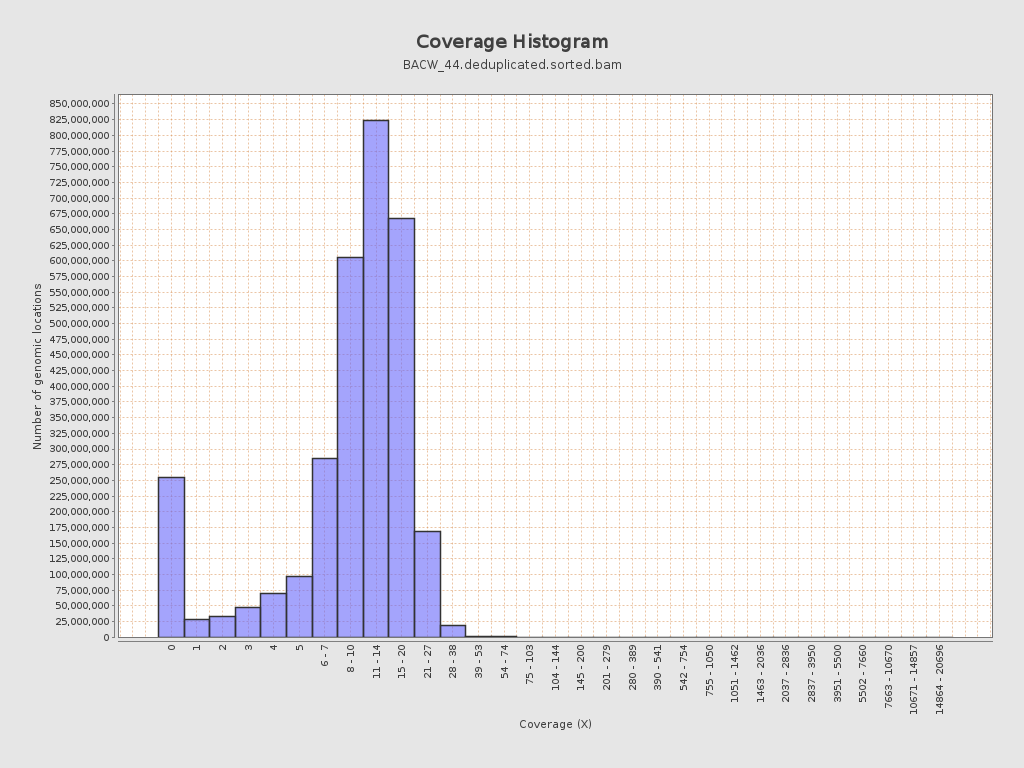 Coverage Histogram
BACW_44.deduplicated.sorted.bam
Number of genomic locations
850,000,000
825,000,000
800,000,000
775,000,000
750,000,000
725,000,000
700,000,000
675,000,000
650,000,000
625,000,000
600,000,000
575,000,000
550,000,000
525,000,000
500,000,000
475,000,000
450,000,000
425,000,000
400,000,000
375,000,000
350,000,000
325,000,000
300,000,000
275,000,000
250,000,000
225,000,000
200,000,000
175,000,000
150,000,000
125,000,000
100,000,000
75,000,000
50,000,000
25,000,000
0
0
1
2
3
4
5
6 - 7
8 - 10
11 - 14
15 - 20
21 - 27
28 - 38
39 - 53
54 - 74
75 - 103
104 - 144
145 - 200
201 - 279
280 - 389
390 - 541
542 - 754
755 - 1050
1051 - 1462
1463 - 2036
2037 - 2836
2837 - 3950
3951 - 5500
5502 - 7660
7663 - 10670
10671 - 14857
14864 - 20696
Coverage (X)